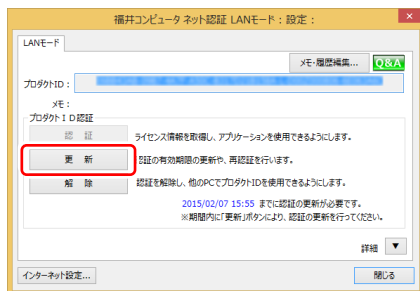 福井コンピュータ ネット認証 LANモード：設定：
LANモード
メモ・履歴編集... Q&A
プロダクトID：
メモ：
プロダクトＩＤ認証
認　証 ライセンス情報を取得し、アプリケーションを使用できるようにします。
更　新 認証の有効期限の更新や、再認証を行います。
解　除 認証を解除し、他のPCでプロダクトIDを使用できるようにします。
2015/02/07 15:55 までに認証の更新が必要です。
※期間内に「更新」ボタンにより、認証の更新を行ってください。
詳細 ▼
インターネット設定... 閉じる